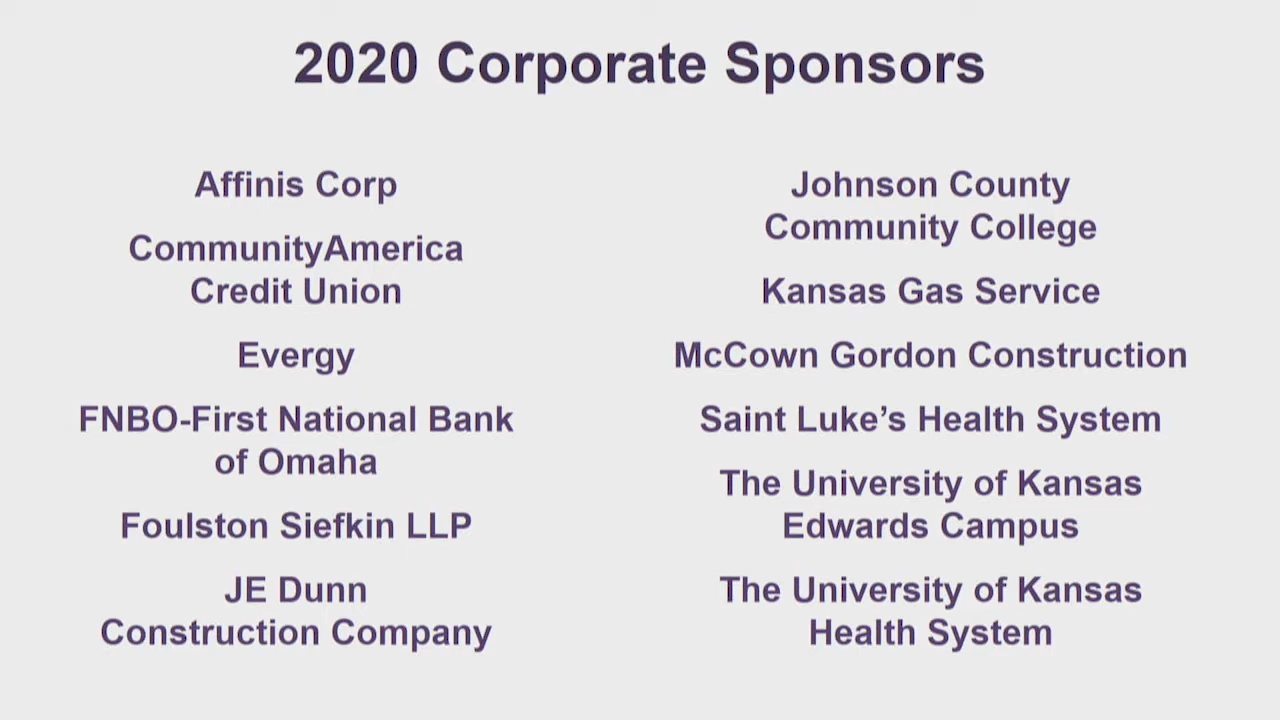 2020 Corporate Sponsors
Affinis Corp
CommunityAmerica
Credit Union
Evergy
FNBO-First National Bank
of Omaha
Foulston Siefkin LLP
JE Dunn
Construction Company
Johnson County
Community College
Kansas Gas Service
McCown Gordon Construction
Saint Luke’s Health System
The University of Kansas
Edwards Campus
The University of Kansas
Health System